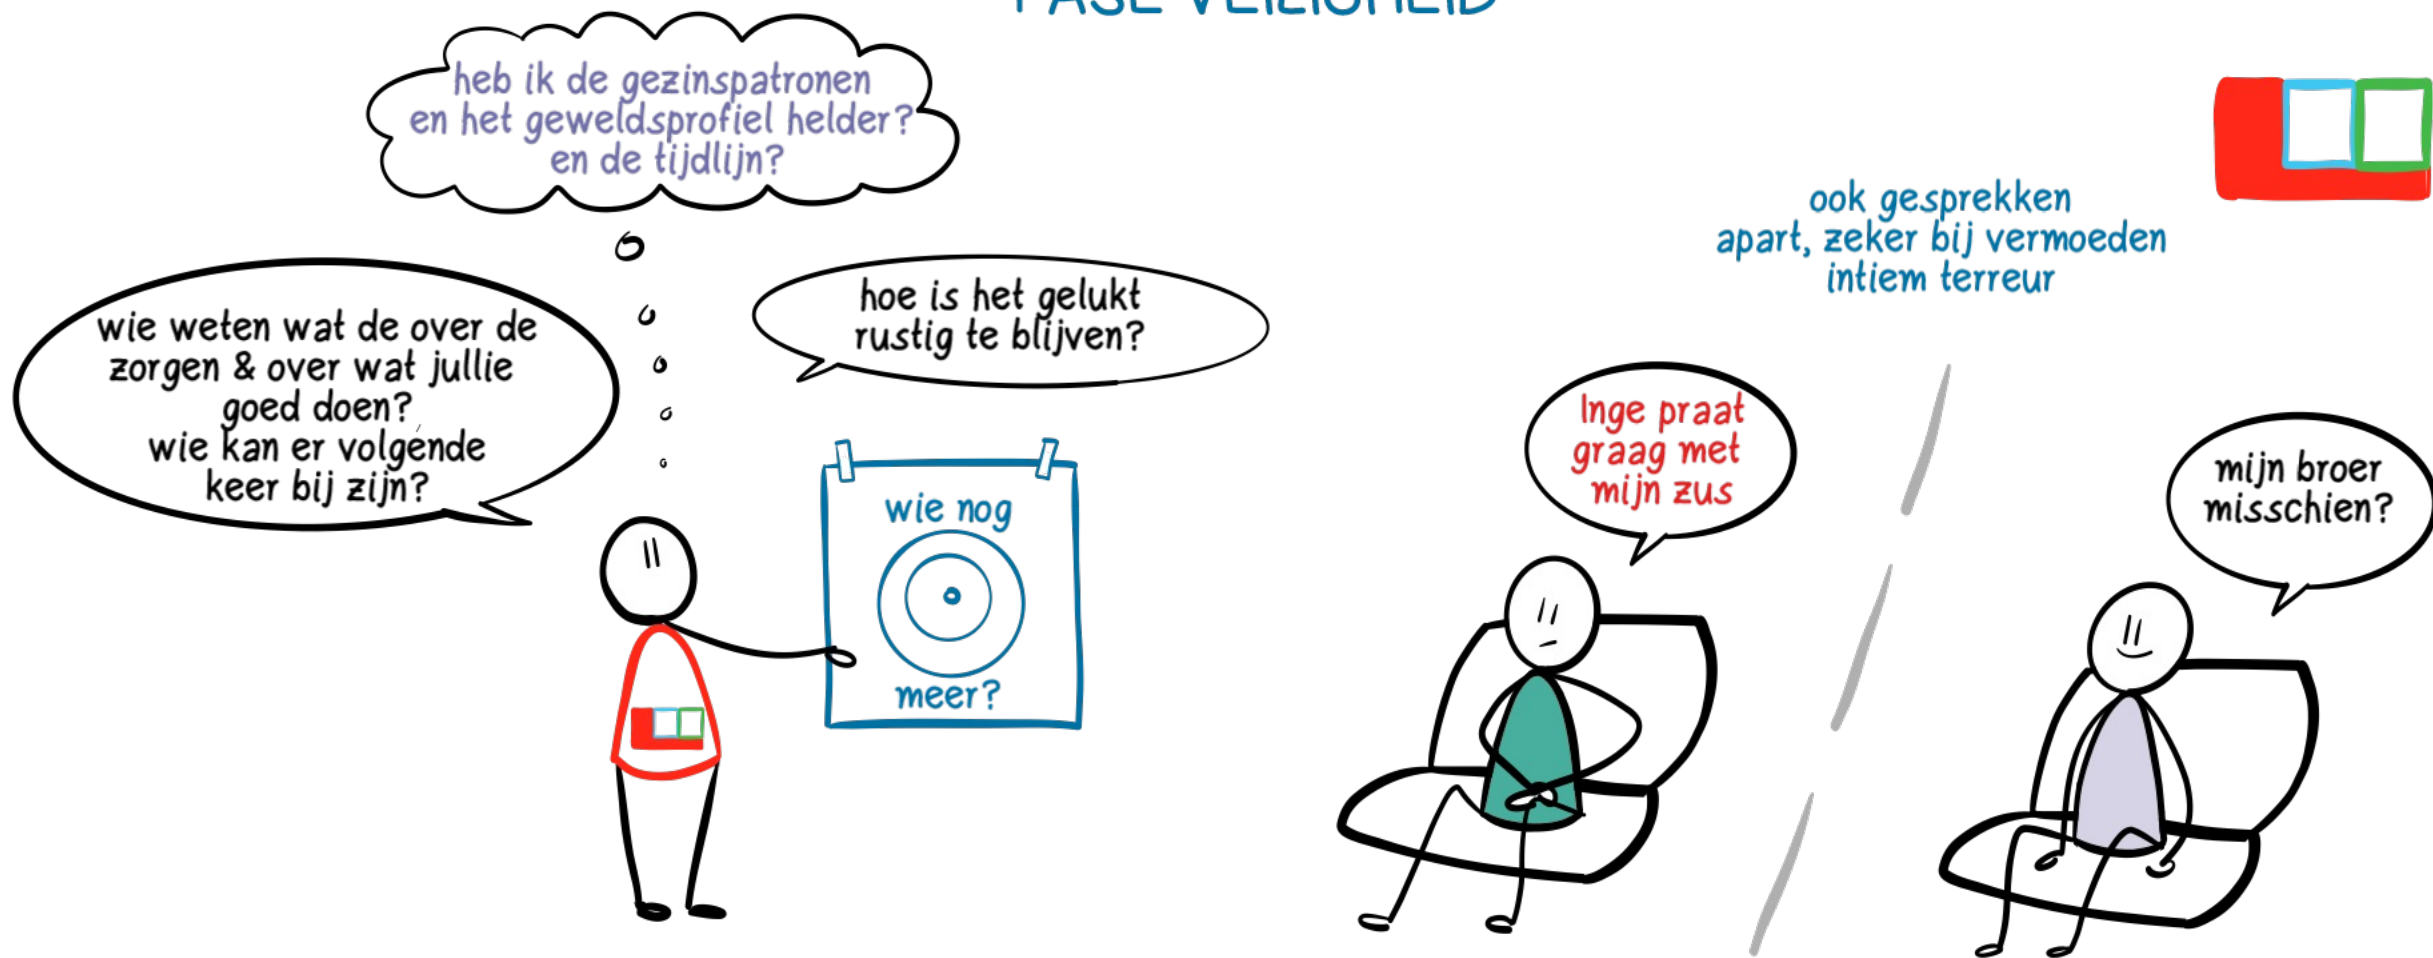 FASE VEILIGHEID
heb ik de gezinspatronen
en het geweldsprofiel helder?
en de tijdlijn?
wie weten wat de over de
zorgen & over wat jullie
goed doen?
wie kan er volgende
keer bij zijn?
hoe is het gelukt
rustig te blijven?
wie nog
meer?
ook gesprekken
apart, zeker bij vermoeden
intiem terreur
Inge praat
graag met
mijn zus
mijn broer
misschien?